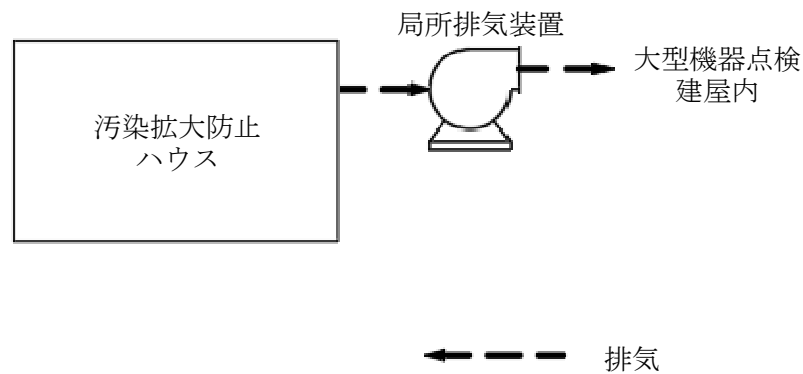 局所排気装置
大型機器点検
建屋内
汚染拡大防止
ハウス
排気